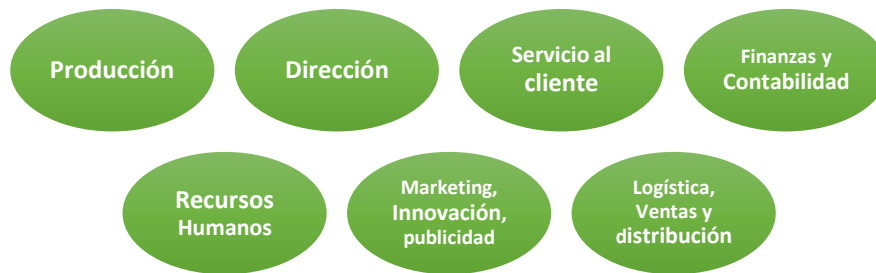 Producción
Dirección
Servicio al
cliente
Finanzas y
Contabilidad
Recursos
Humanos
Marketing,
Innovación,
publicidad
Logística,
Ventas y
distribución